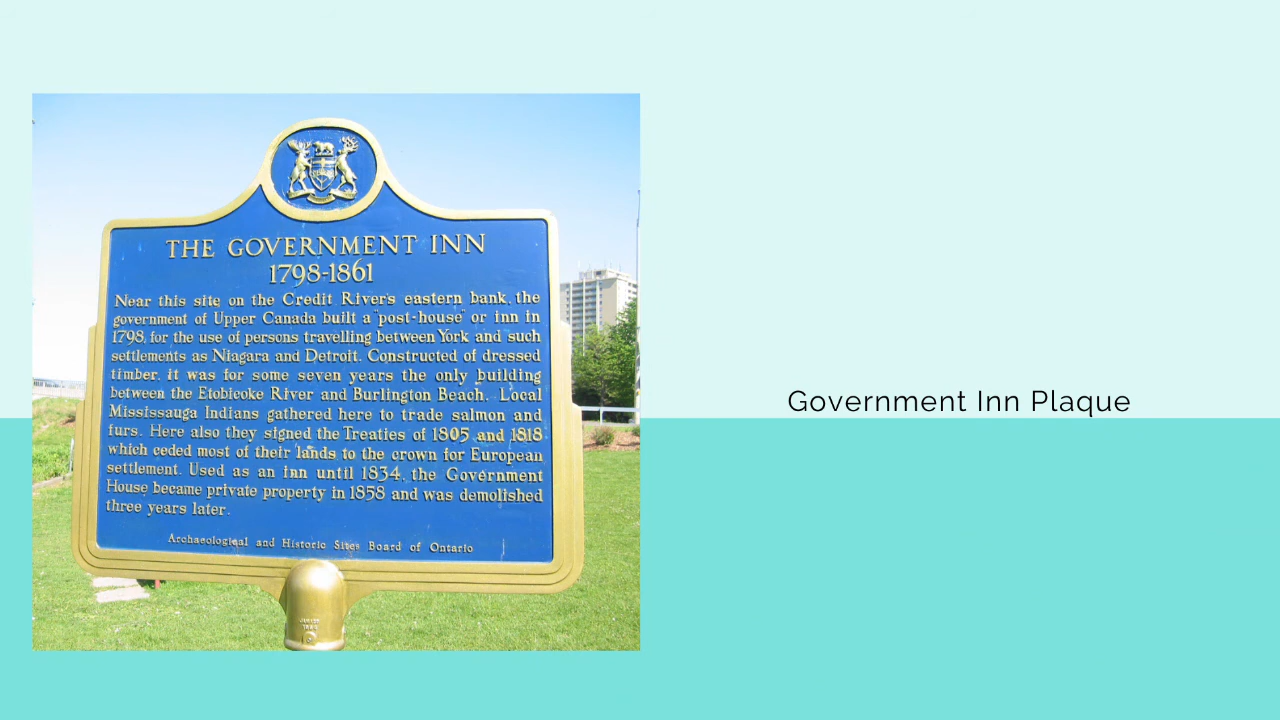 THE GOVERNMENT INN
1798-1861
Near this site on the Credit River's eastern bank, the
government of Upper Canada built a "post-house" or inn in
1798, for the use of persons travelling between York and such
settlements as Niagara and Detroit. Constructed of dressed
timber, it was for some seven years the only building
between the Etobicoke River and Burlington Beach. Local
Mississauga Indians gathered here to trade salmon and
furs. Here also they signed the Treaties of 1805 and 1818
which ceded most of their lands to the crown for European
settlement. Used as an inn until 1834, the Government
House became private property in 1858 and was demolished
three years later.
Archaeological and Historic Sites Board of Ontario
Government Inn Plaque